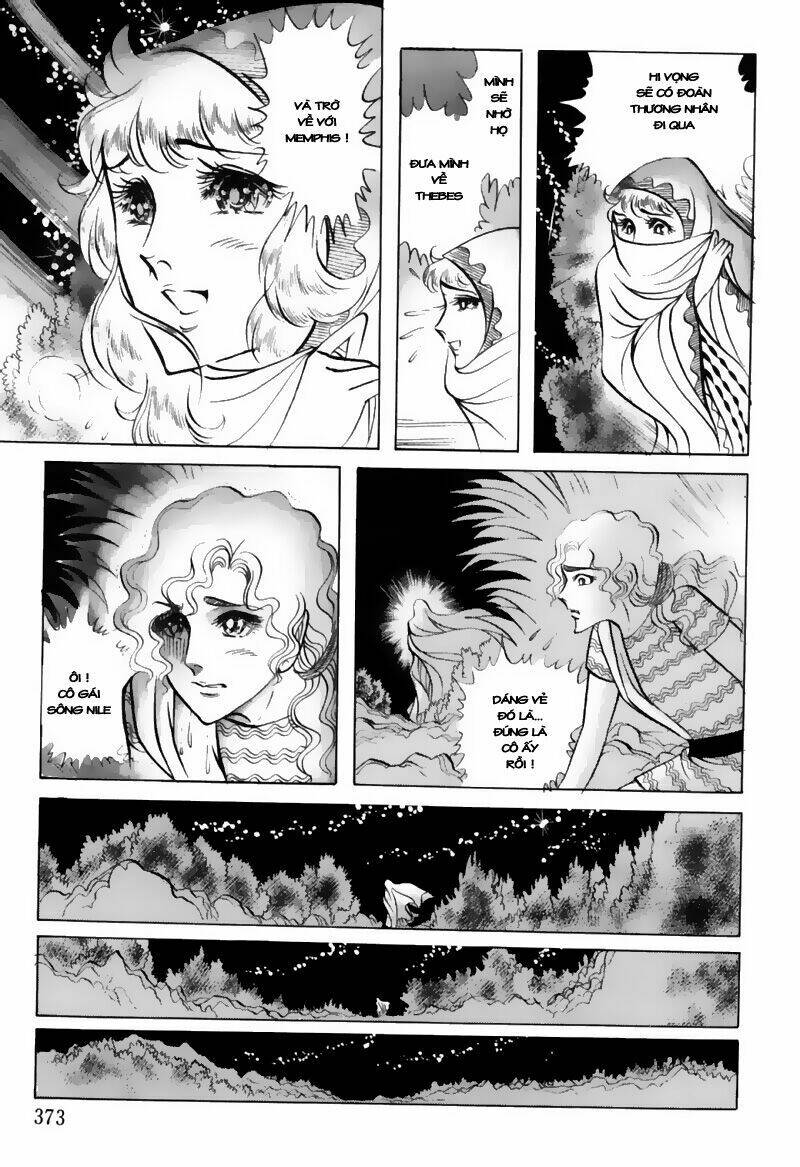 HI VỌNG
SẼ CÓ ĐOÀN
THƯƠNG NHÂN
ĐI QUA
MÌNH
SẼ
NHỜ
HỌ
ĐƯA MÌNH
VỀ
THEBES
VÀ TRỞ
VỀ VỚI
MEMPHIS !
DÁNG VẺ
ĐÓ LÀ...
ĐÚNG LÀ
CÔ ẤY
RỒI !
ÔI !
CÔ GÁI
SÔNG NILE
373